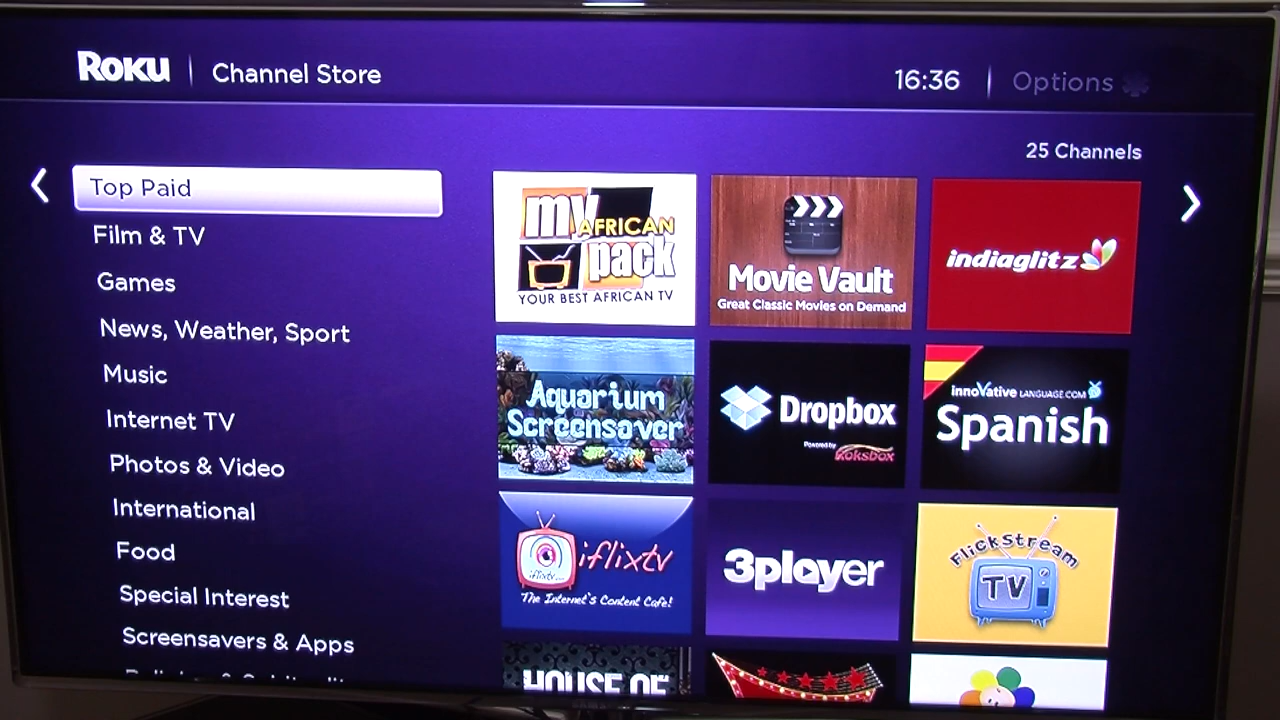 Roku
Channel Store
16:36
Options
25 Channels
Top Paid
Film & TV
Games
News, Weather, Sport
Music
Internet TV
Photos & Video
International
Food
Special Interest
Screensavers & Apps
my
AFRICAN
pack
YOUR BEST AFRICAN TV
Movie Vault
Great Classic Movies on Demand
indiaglitz
Aquarium
Screensaver
Dropbox
Powered by
Roksbox
innoVative LANGUAGE.COM
Spanish
iflixtv
iflixtv
The Internet's Content Cafe!
3player
FlickStream
TV
HOUSE OF